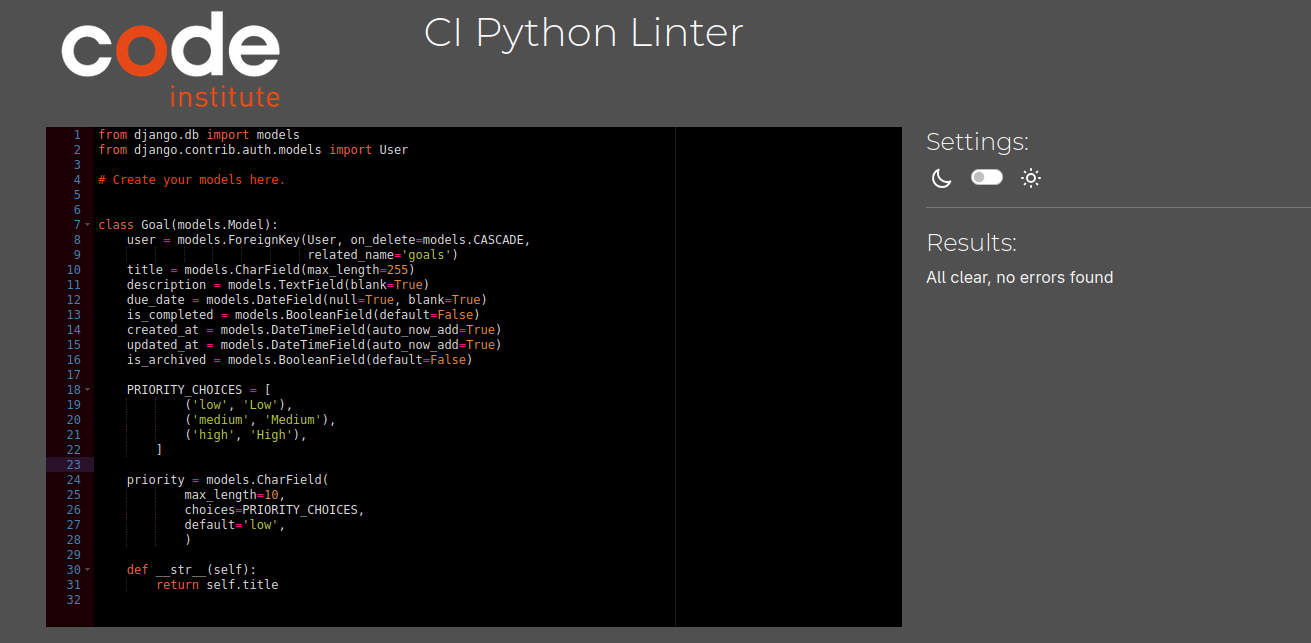 code
institute
CI Python Linter
1 from django.db import models
2 from django.contrib.auth.models import User
3
4 # Create your models here.
5
6
7 class Goal(models.Model):
8     user = models.ForeignKey(User, on_delete=models.CASCADE,
9                              related_name='goals')
10     title = models.CharField(max_length=255)
11     description = models.TextField(blank=True)
12     due_date = models.DateField(null=True, blank=True)
13     is_completed = models.BooleanField(default=False)
14     created_at = models.DateTimeField(auto_now_add=True)
15     updated_at = models.DateTimeField(auto_now_add=True)
16     is_archived = models.BooleanField(default=False)
17
18     PRIORITY_CHOICES = [
19             ('low', 'Low'),
20             ('medium', 'Medium'),
21             ('high', 'High'),
22         ]
23
24     priority = models.CharField(
25             max_length=10,
26             choices=PRIORITY_CHOICES,
27             default='low',
28             )
29
30     def __str__(self):
31         return self.title
32
Settings:
Results:
All clear, no errors found